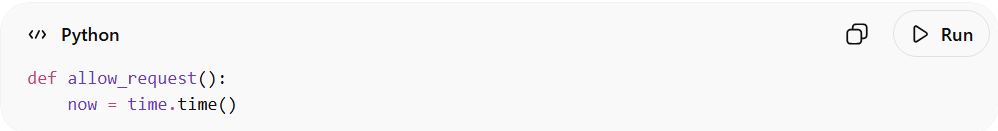 Python
Run
def allow_request():
    now = time.time()